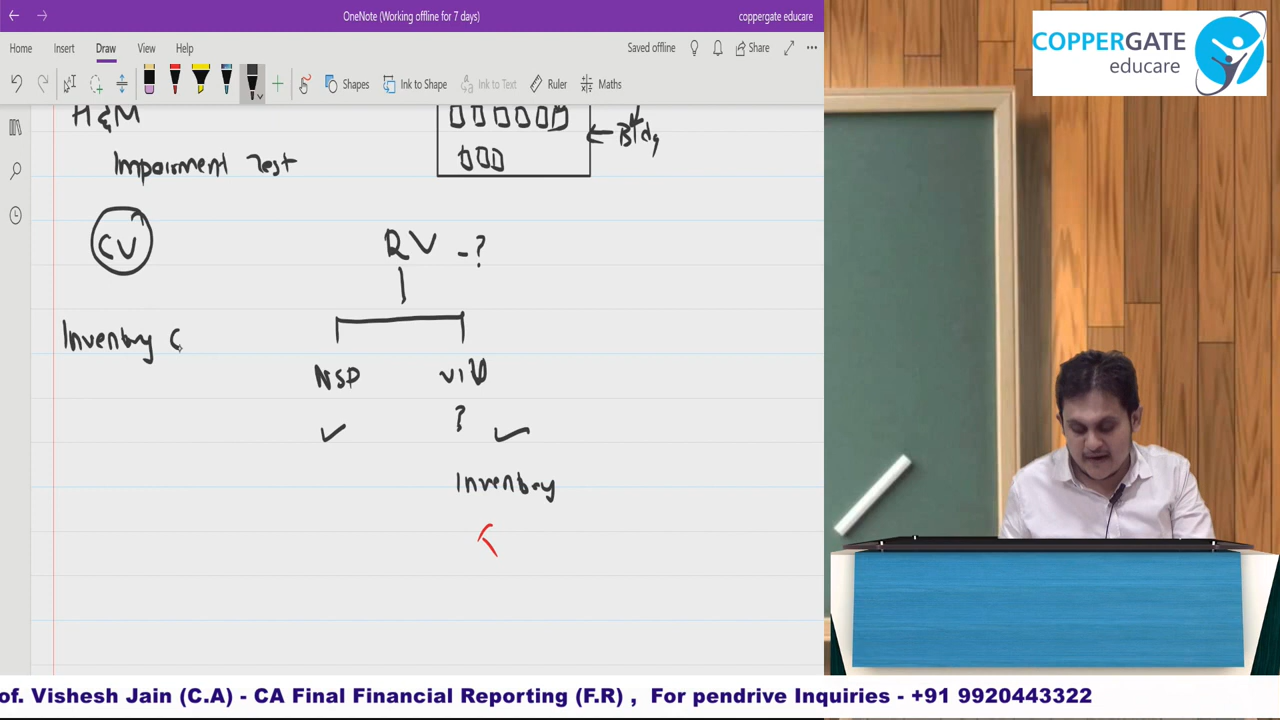 OneNote (Working offline for 7 days)
coppergate educare
Home Insert Draw View Help
Saved offline
Share
Shapes
Ink to Shape
Ink to Text
Ruler
Maths
COPPERGATE
educare
H&M
Bldg
Impairment Test
CV
RV - ?
Inventory C
NSP
VIU
?
Inventory
of. Vishesh Jain (C.A) - CA Final Financial Reporting (F.R) , For pendrive Inquiries - +91 9920443322